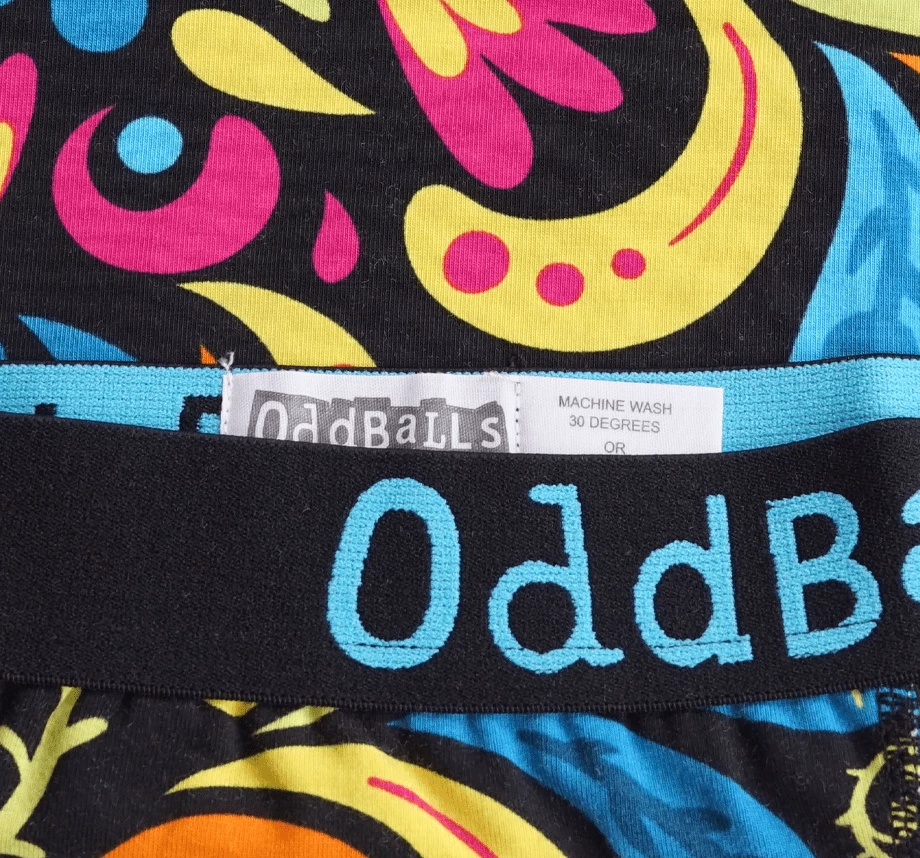 OddBaLLs
MACHINE WASH
30 DEGREES
OR
OddBa